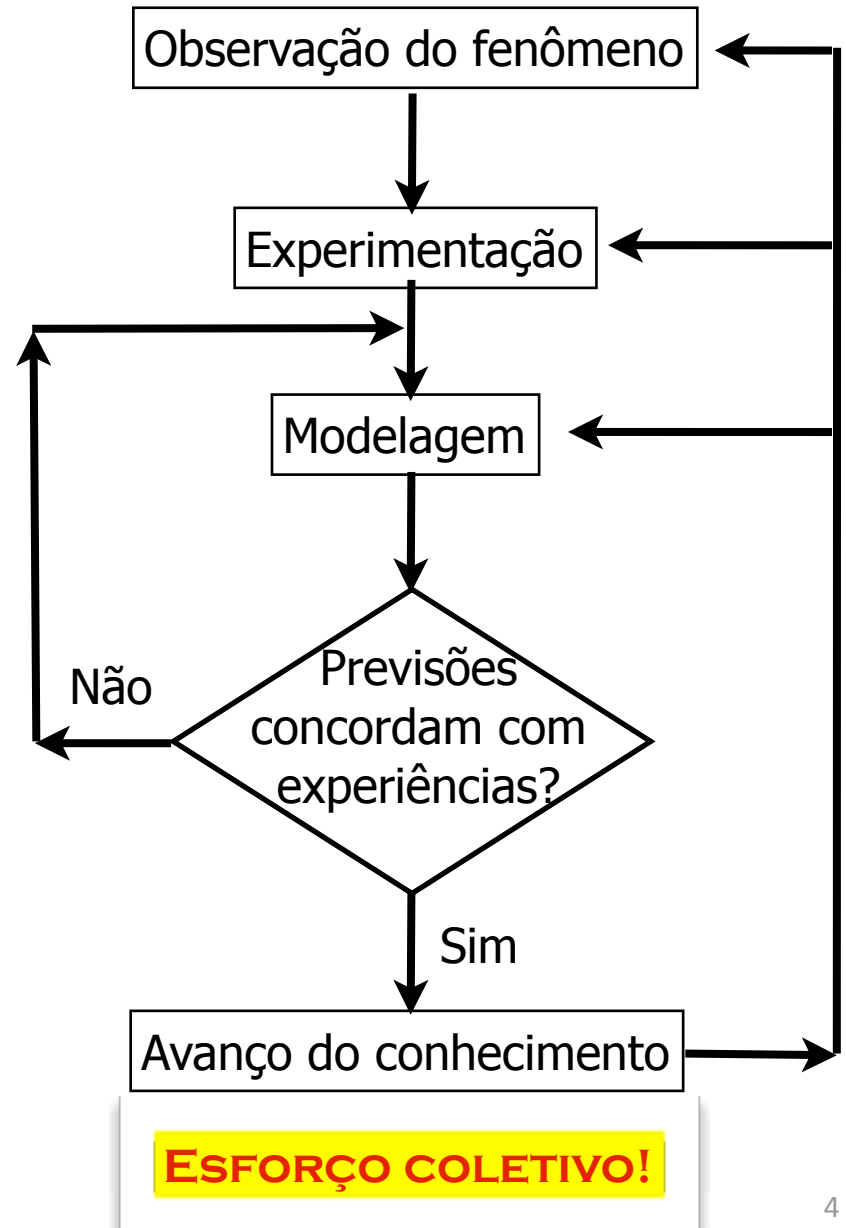 Observação do fenômeno
Experimentação
Modelagem
Previsões
concordam com
experiências?
Não
Sim
Avanço do conhecimento
ESFORÇO COLETIVO!
4